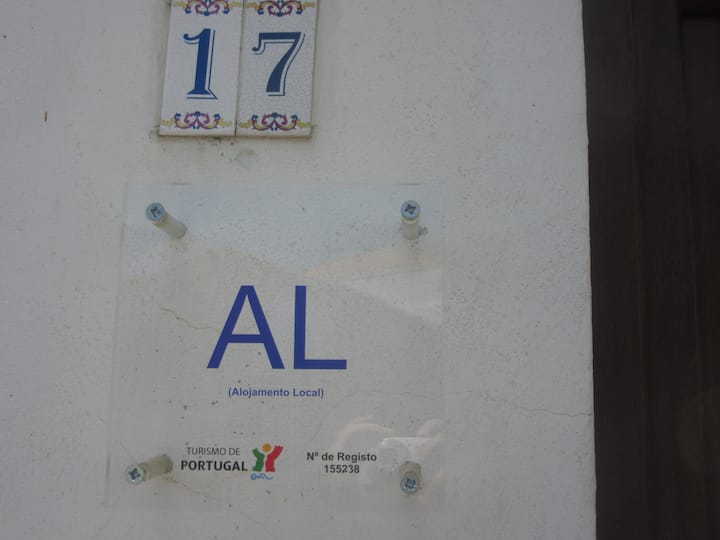 17
AL
(Alojamento Local)
TURISMO DE
PORTUGAL
Nº de Registo
155238